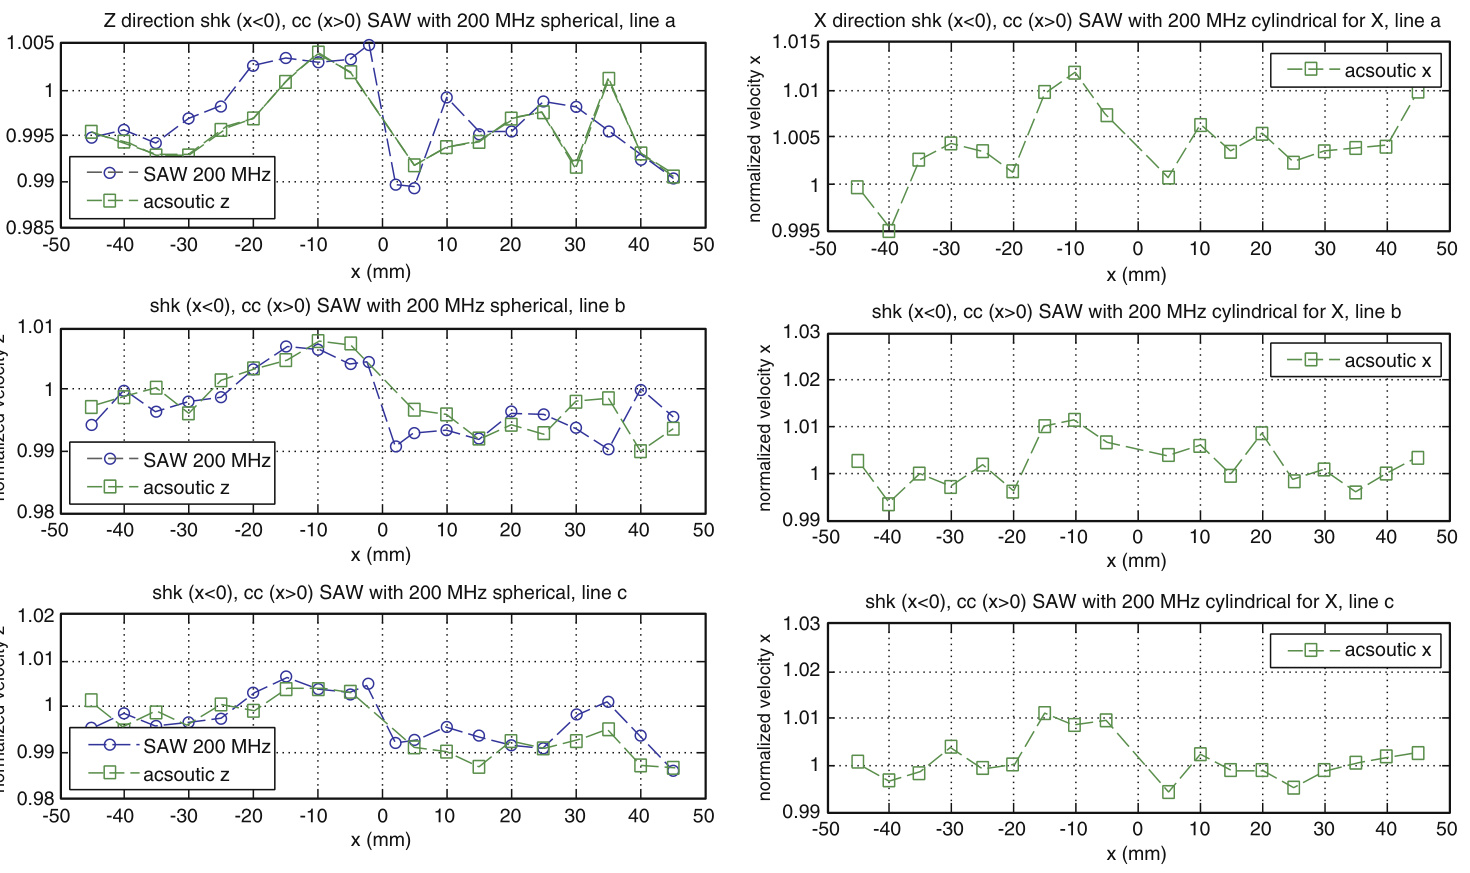 Z direction shk (x<0), cc (x>0) SAW with 200 MHz spherical, line a
1.005
1
0.995
0.99
0.985
SAW 200 MHz
acsoutic z
-50 -40 -30 -20 -10 0 10 20 30 40 50
x (mm)
X direction shk (x<0), cc (x>0) SAW with 200 MHz cylindrical for X, line a
normalized velocity x
1.015
1.01
1.005
1
0.995
acsoutic x
-50 -40 -30 -20 -10 0 10 20 30 40 50
x (mm)
shk (x<0), cc (x>0) SAW with 200 MHz spherical, line b
normalized velocity z
1.01
1
0.99
0.98
SAW 200 MHz
acsoutic z
-50 -40 -30 -20 -10 0 10 20 30 40 50
x (mm)
shk (x<0), cc (x>0) SAW with 200 MHz cylindrical for X, line b
normalized velocity x
1.03
1.02
1.01
1
0.99
acsoutic x
-50 -40 -30 -20 -10 0 10 20 30 40 50
x (mm)
shk (x<0), cc (x>0) SAW with 200 MHz spherical, line c
normalized velocity z
1.02
1.01
1
0.99
0.98
SAW 200 MHz
acsoutic z
-50 -40 -30 -20 -10 0 10 20 30 40 50
x (mm)
shk (x<0), cc (x>0) SAW with 200 MHz cylindrical for X, line c
normalized velocity x
1.03
1.02
1.01
1
0.99
acsoutic x
-50 -40 -30 -20 -10 0 10 20 30 40 50
x (mm)